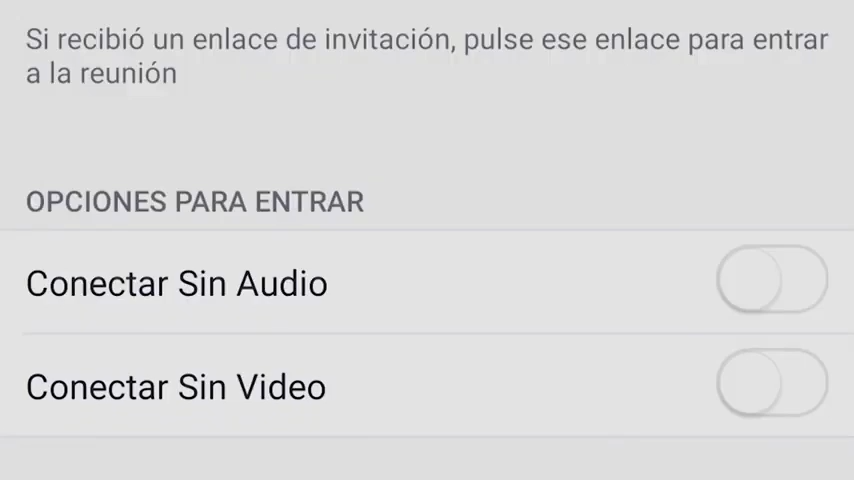 Si recibió un enlace de invitación, pulse ese enlace para entrar
a la reunión
OPCIONES PARA ENTRAR
Conectar Sin Audio
Conectar Sin Video